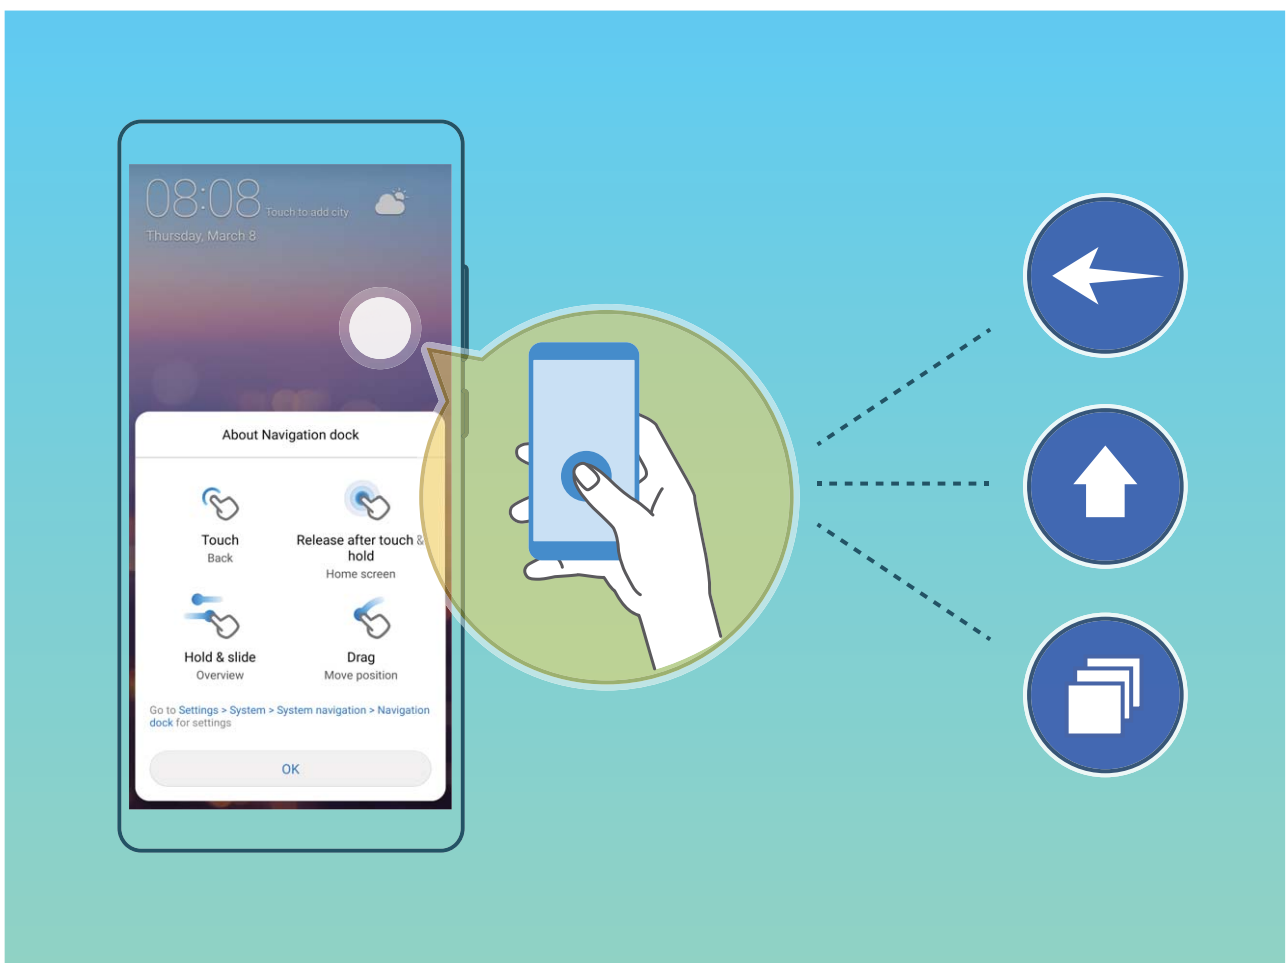 08:08 Touch to add city
Thursday, March 8
About Navigation dock
Touch
Back
Release after touch &
hold
Home screen
Hold & slide
Overview
Drag
Move position
Go to Settings > System > System navigation > Navigation
dock for settings
OK